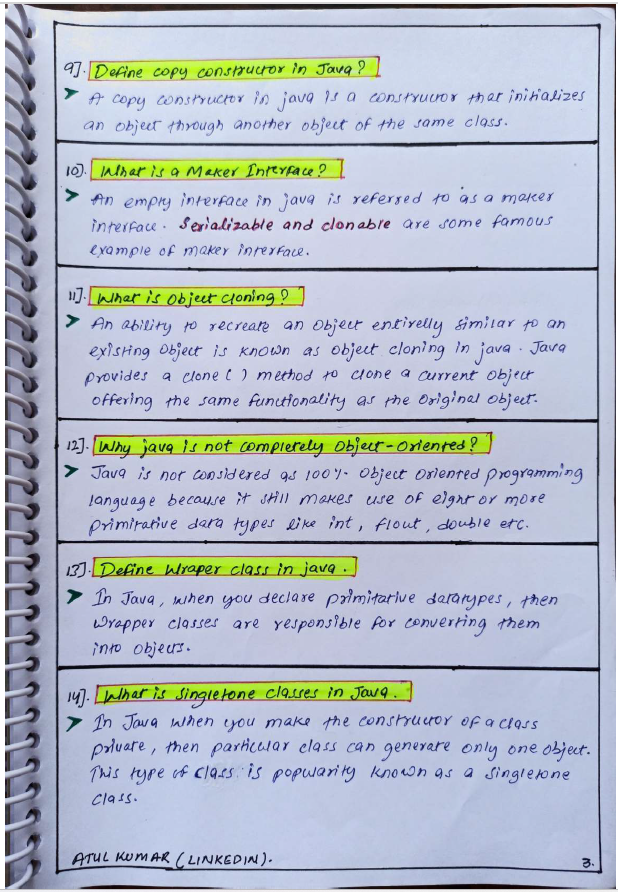 9]. Define copy constructor in Java?
➤ A copy constructor in java is a constructor that initializes
an object through another object of the same class.
10]. What is a Maker Interface?
➤ An empty interface in java is referred to as a maker
interface. Serializable and clonable are some famous
example of maker interface.
11]. What is Object cloning?
➤ An ability to recreate an object entirelly similar to an
existing Object is known as object cloning in java. Java
provides a clone( ) method to clone a current object
offering the same functionality as the original object.
12]. Why java is not completely Object-Oriented?
➤ Java is not considered as 100% Object Oriented programming
language because it still makes use of eight or more
primitative data types like int, flout, double etc.
13]. Define Wraper class in java.
➤ In Java, when you declare primitative datatypes, then
Wrapper classes are responsible for converting them
into objects.
14]. What is singletone classes in Java.
➤ In Java when you make the constructor of a class
private, then particular class can generate only one object.
This type of class is popularity known as a singletone
class.
ATUL KUMAR (LINKEDIN).
3.